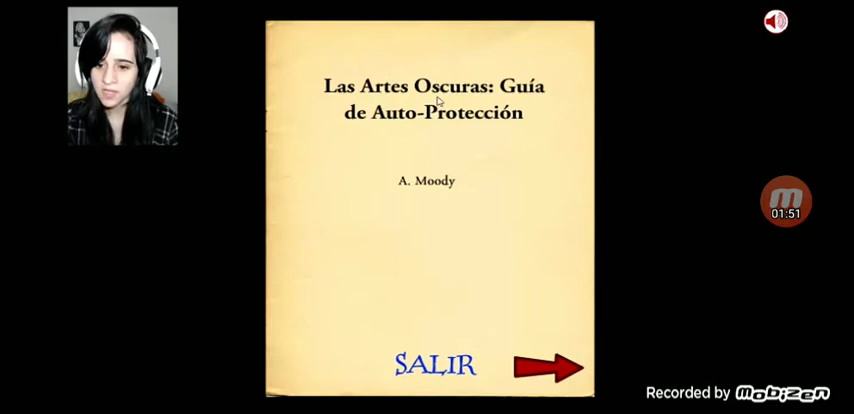 Las Artes Oscuras: Guía
de Auto-Protección
A. Moody
01:51
SALIR
Recorded by mobizen